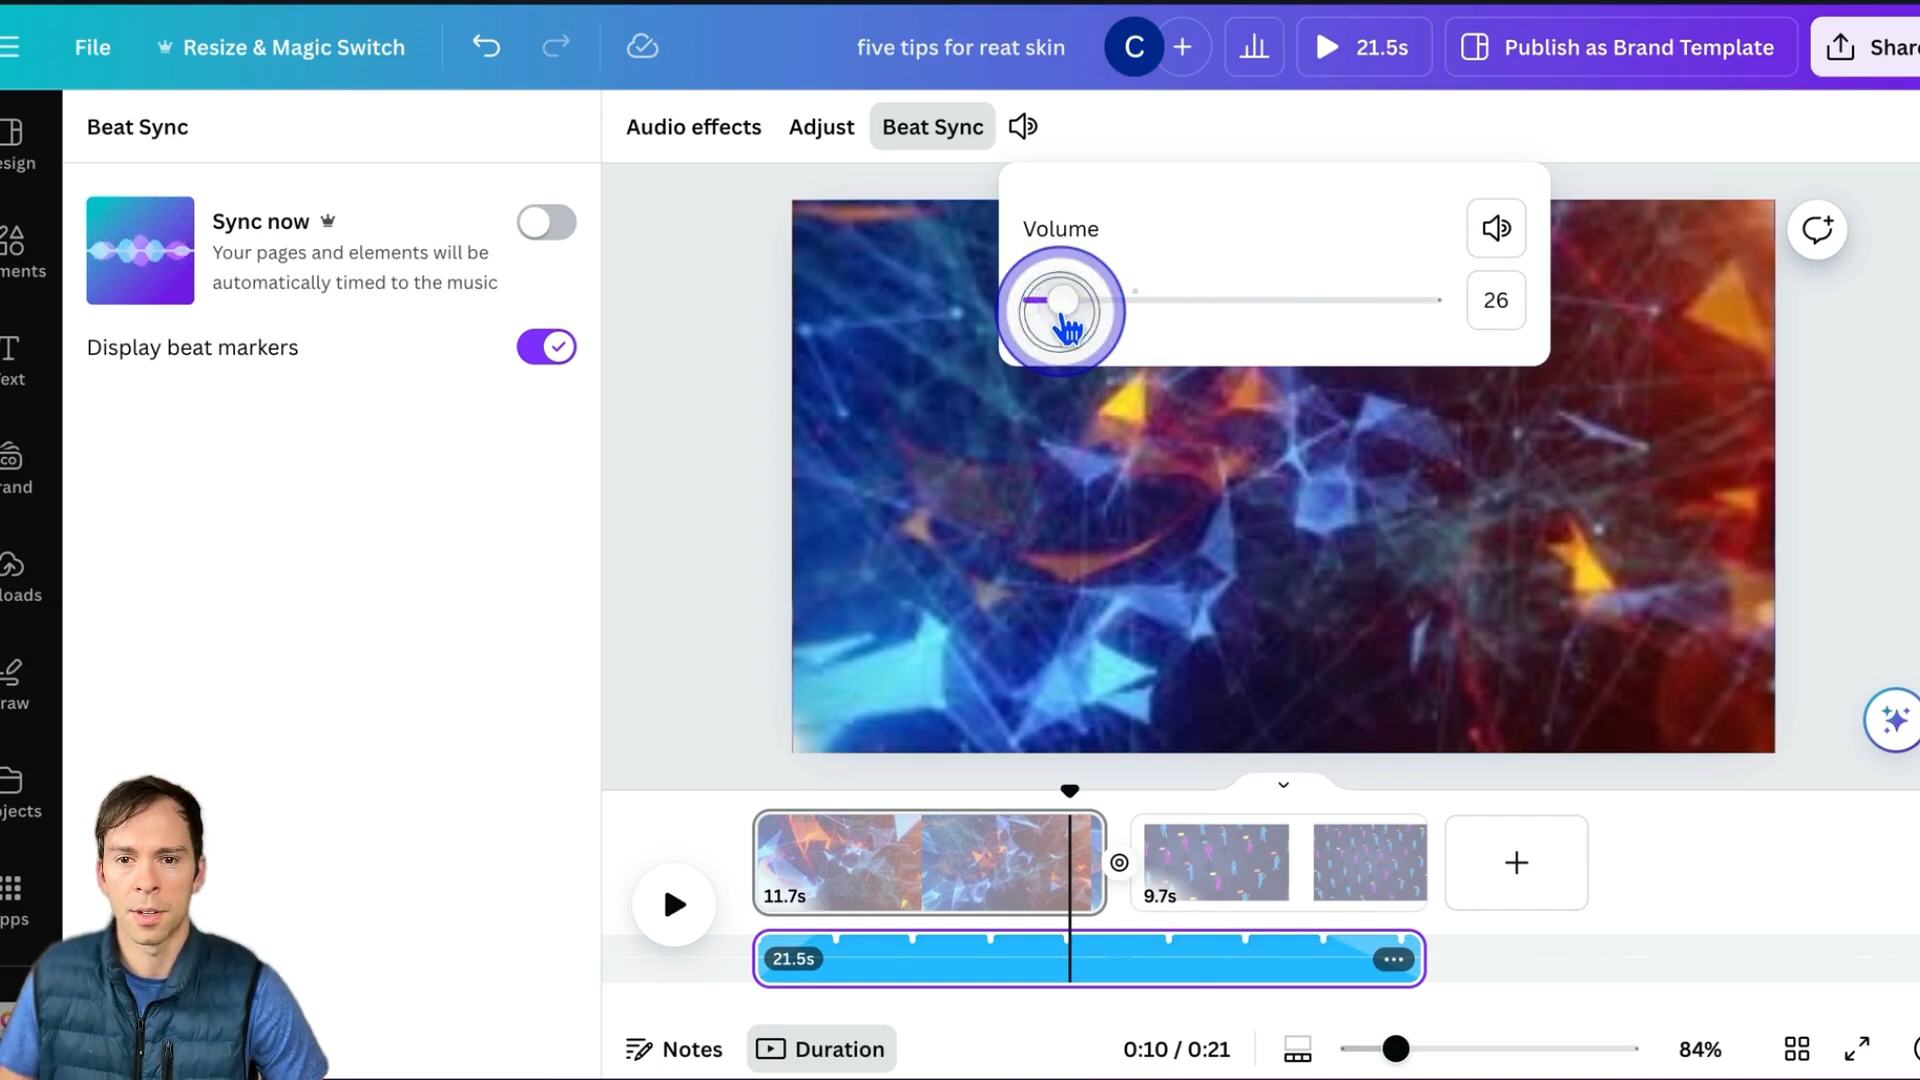 File
Resize & Magic Switch
five tips for reat skin
C
+
21.5s
Publish as Brand Template
Share
Beat Sync
Audio effects
Adjust
Beat Sync
esign
ments
ext
CO
rand
loads
raw
jects
pps
Sync now
Your pages and elements will be
automatically timed to the music
Display beat markers
Volume
26
11.7s
9.7s
+
21.5s
Notes
Duration
0:10 / 0:21
84%